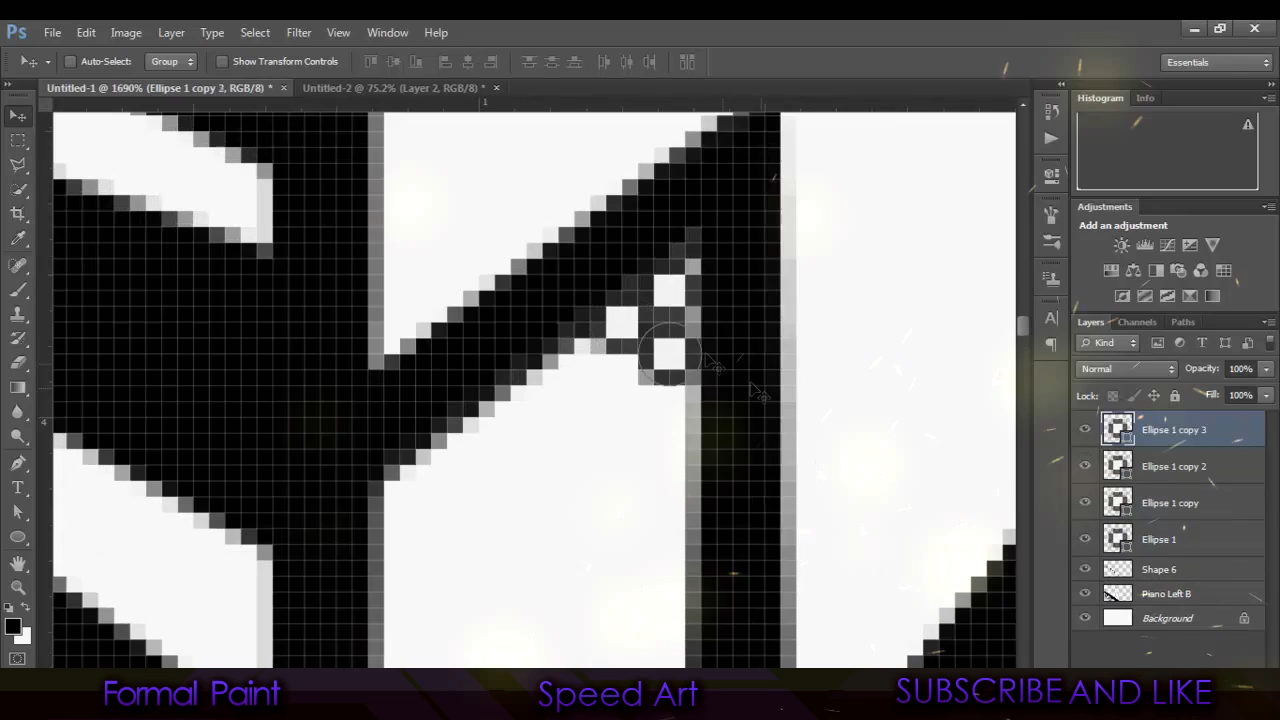 Ps File Edit Image Layer Type Select Filter View Window Help
Auto-Select: Group Show Transform Controls Essentials
Untitled-1 @ 1690% (Ellipse 1 copy 3, RGB/8) * × Untitled-2 @ 75.2% (Layer 2, RGB/8) * ×
1
4
Histogram Info
Adjustments
Add an adjustment
Layers Channels Paths
Kind
Normal Opacity: 100%
Lock: Fill: 100%
Ellipse 1 copy 3
Ellipse 1 copy 2
Ellipse 1 copy
Ellipse 1
Shape 6
Piano Left B
Background
Formal Paint Speed Art SUBSCRIBE AND LIKE